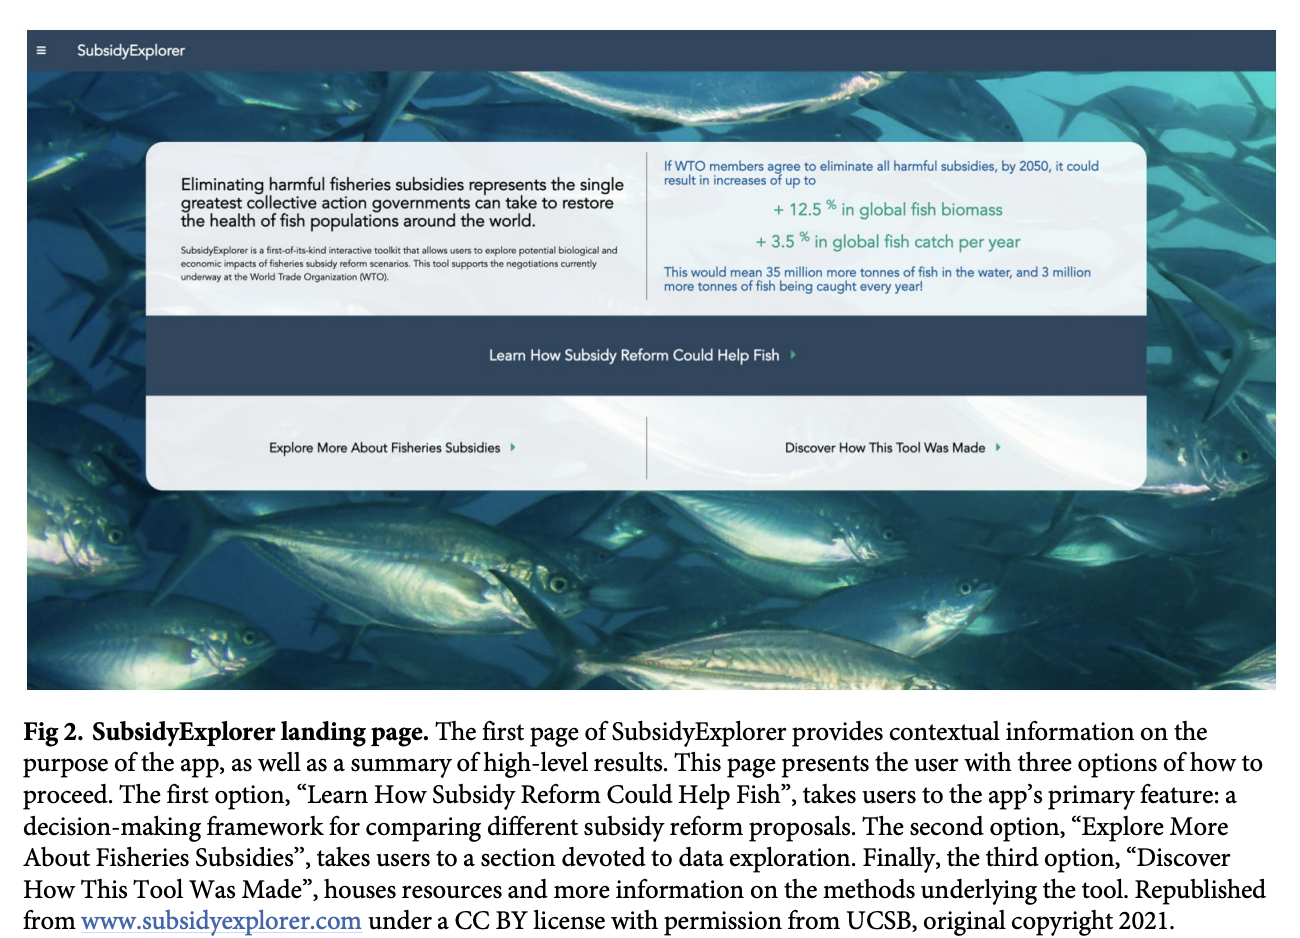 ≡ SubsidyExplorer
Eliminating harmful fisheries subsidies represents the single
greatest collective action governments can take to restore
the health of fish populations around the world.
SubsidyExplorer is a first-of-its-kind interactive toolkit that allows users to explore potential biological and
economic impacts of fisheries subsidy reform scenarios. This tool supports the negotiations currently
underway at the World Trade Organization (WTO).
If WTO members agree to eliminate all harmful subsidies, by 2050, it could
result in increases of up to
+ 12.5 % in global fish biomass
+ 3.5 % in global fish catch per year
This would mean 35 million more tonnes of fish in the water, and 3 million
more tonnes of fish being caught every year!
Learn How Subsidy Reform Could Help Fish
Explore More About Fisheries Subsidies
Discover How This Tool Was Made
Fig 2. SubsidyExplorer landing page. The first page of SubsidyExplorer provides contextual information on the
purpose of the app, as well as a summary of high-level results. This page presents the user with three options of how to
proceed. The first option, “Learn How Subsidy Reform Could Help Fish”, takes users to the app’s primary feature: a
decision-making framework for comparing different subsidy reform proposals. The second option, “Explore More
About Fisheries Subsidies”, takes users to a section devoted to data exploration. Finally, the third option, “Discover
How This Tool Was Made”, houses resources and more information on the methods underlying the tool. Republished
from www.subsidyexplorer.com under a CC BY license with permission from UCSB, original copyright 2021.